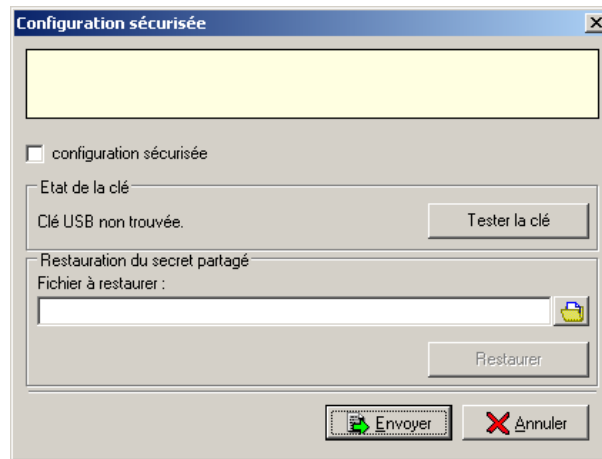 Configuration sécurisée
configuration sécurisée
Etat de la clé
Clé USB non trouvée.
Tester la clé
Restauration du secret partagé
Fichier à restaurer :
Restaurer
Envoyer
Annuler